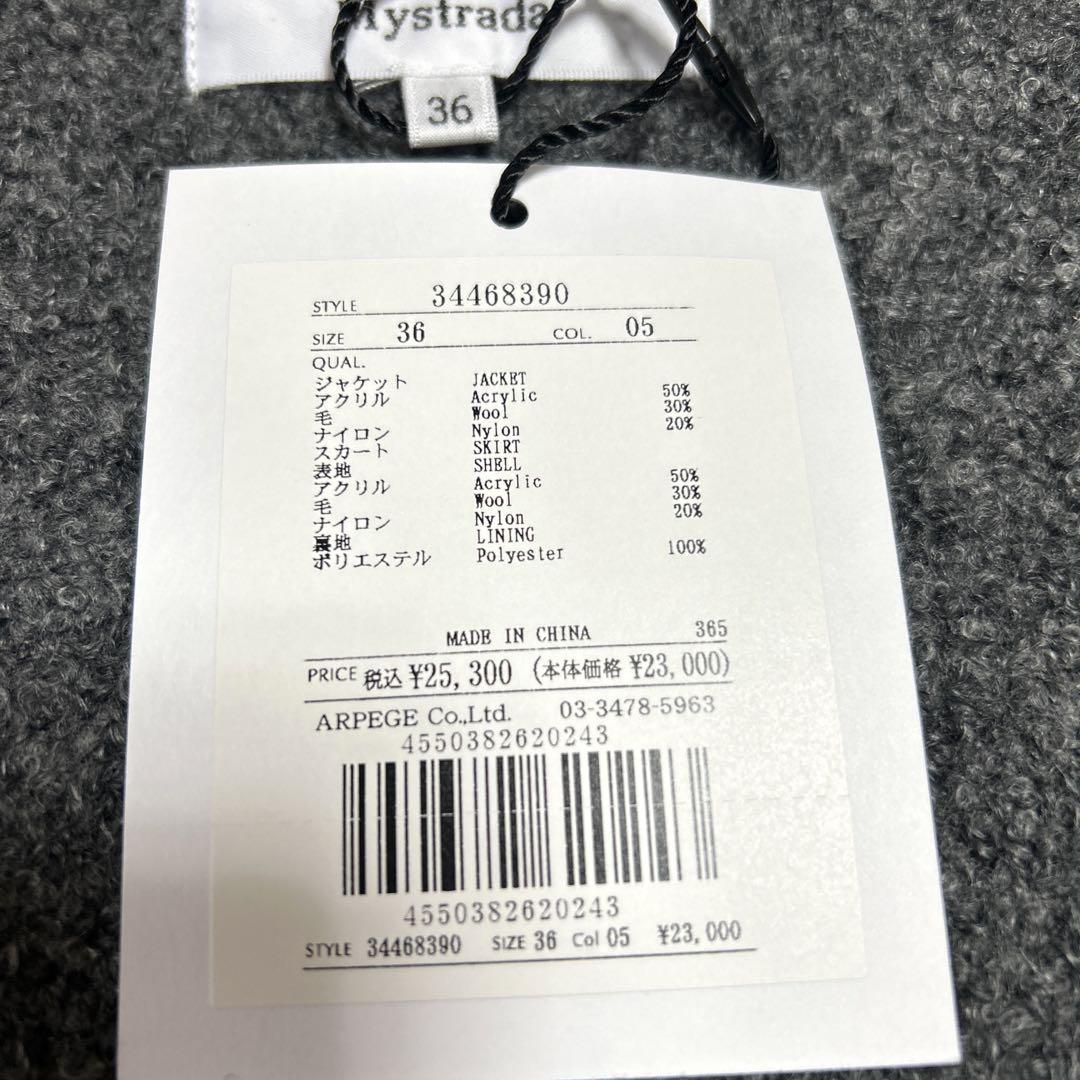 Mystrada
36
STYLE 34468390
SIZE 36 COL. 05
QUAL.
ジャケット JACKET
アクリル Acrylic 50%
毛 Wool 30%
ナイロン Nylon 20%
スカート SKIRT
表地 SHELL
アクリル Acrylic 50%
毛 Wool 30%
ナイロン Nylon 20%
裏地 LINING
ポリエステル Polyester 100%
MADE IN CHINA 365
PRICE 税込 ¥25,300 (本体価格 ¥23,000)
ARPEGE Co.,Ltd. 03-3478-5963
4550382620243
4550382620243
STYLE 34468390 SIZE 36 Col 05 ¥23,000